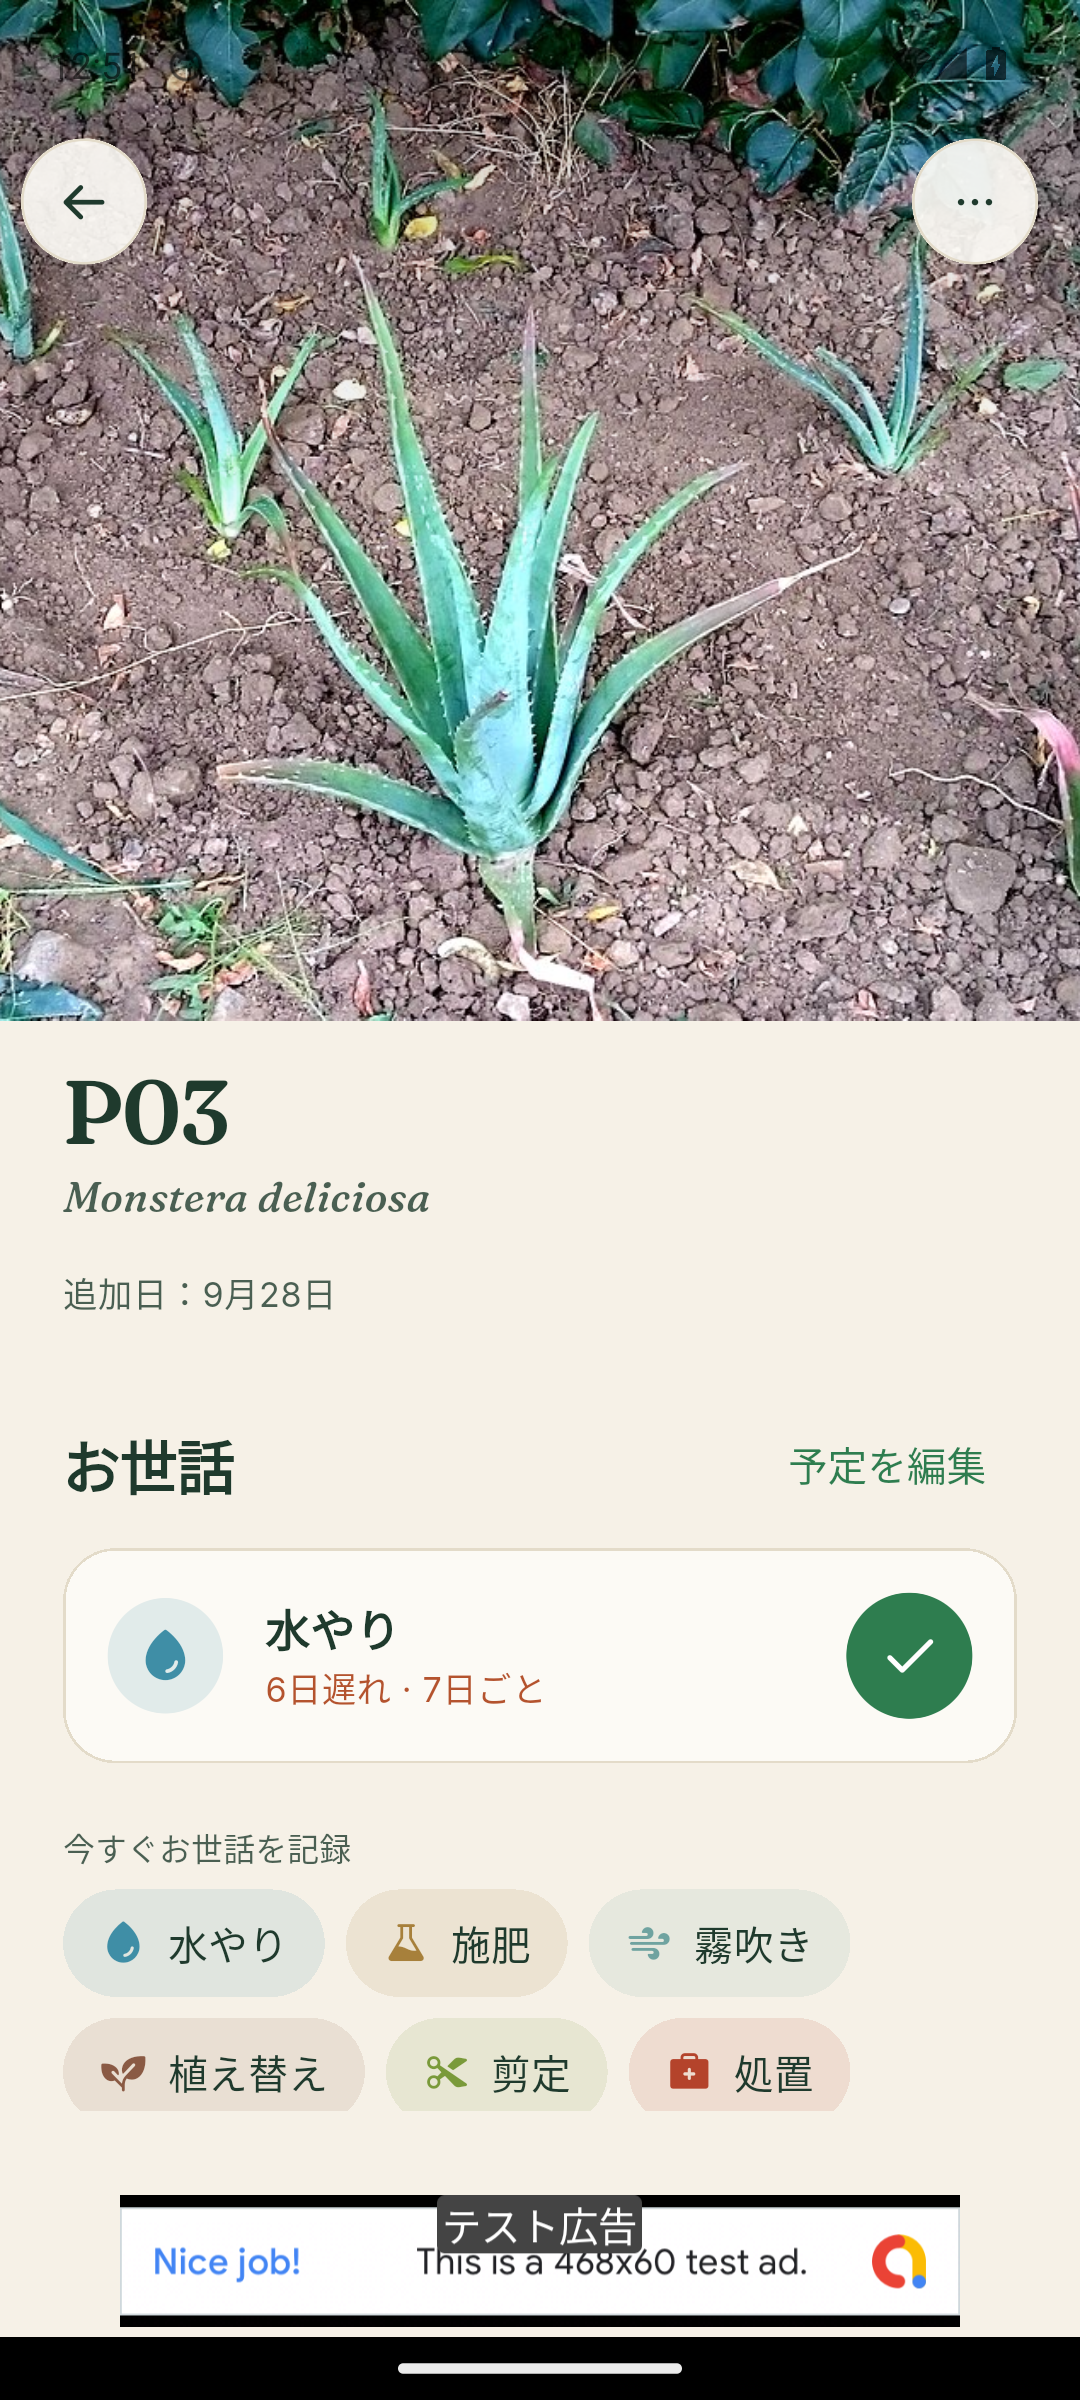 P03
Monstera deliciosa
追加日：9月28日
お世話
予定を編集
水やり
6日遅れ · 7日ごと
今すぐお世話を記録
水やり
施肥
霧吹き
植え替え
剪定
処置
テスト広告
Nice job!
This is a 468x60 test ad.